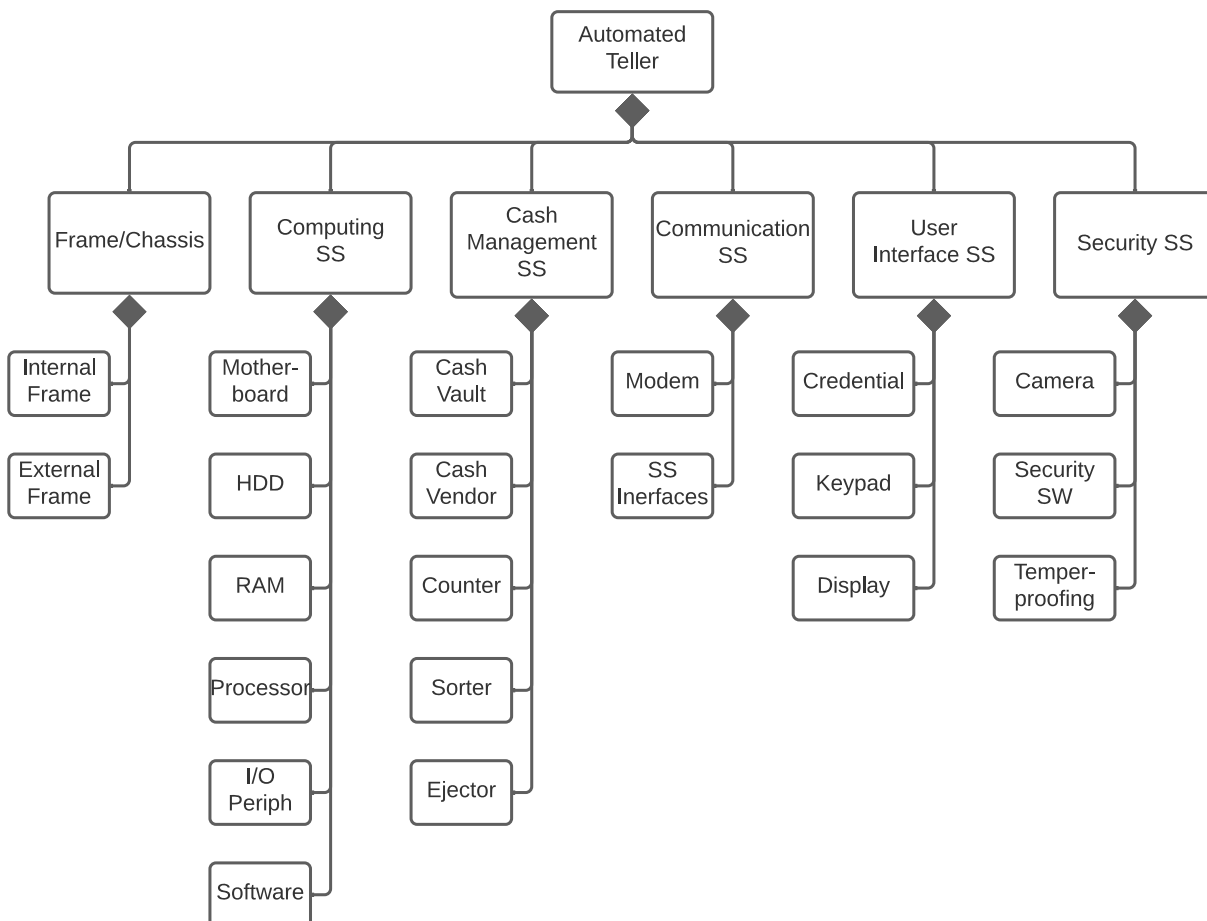 Automated
Teller
Frame/Chassis
Computing
SS
Cash
Management
SS
Communication
SS
User
Interface SS
Security SS
Internal
Frame
External
Frame
Mother-
board
HDD
RAM
Processor
I/O
Periph
Software
Cash
Vault
Cash
Vendor
Counter
Sorter
Ejector
Modem
SS
Inerfaces
Credential
Keypad
Display
Camera
Security
SW
Temper-
proofing